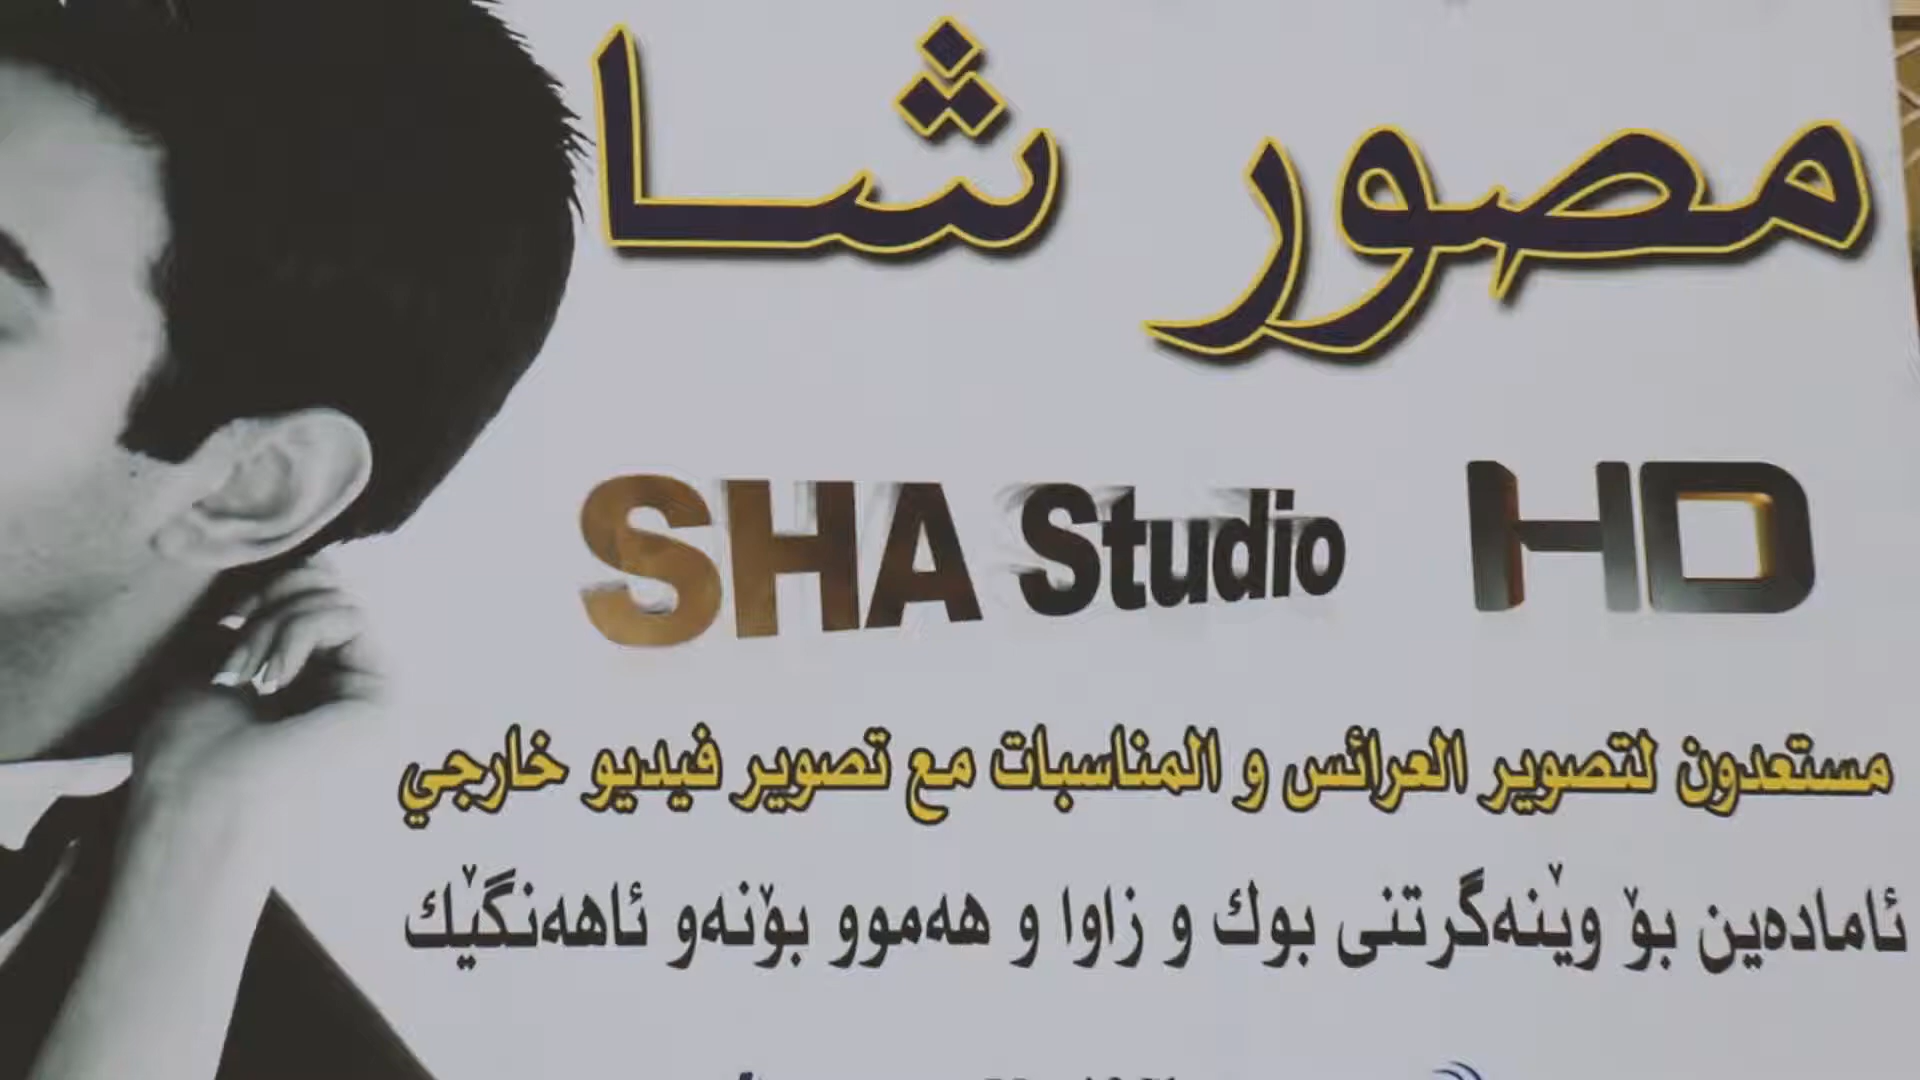 مصور شا
SHA Studio HD
مستعدون لتصوير العرائس و المناسبات مع تصوير فيديو خارجي
ئامادەین بۆ وێنەگرتنی بوك و زاوا و هەموو بۆنەو ئاهەنگێك